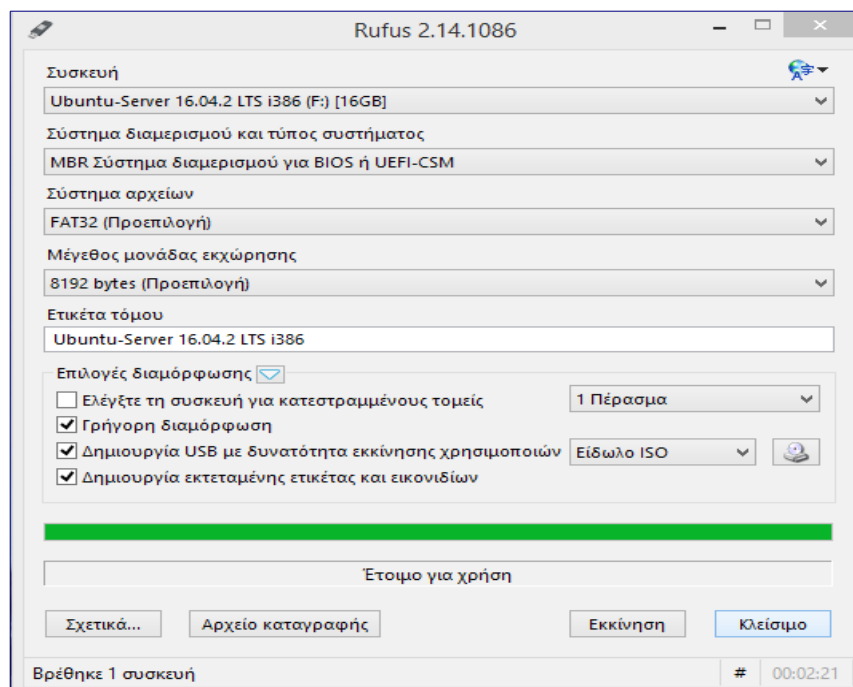 Rufus 2.14.1086
Συσκευή
Ubuntu-Server 16.04.2 LTS i386 (F:) [16GB]
Σύστημα διαμερισμού και τύπος συστήματος
MBR Σύστημα διαμερισμού για BIOS ή UEFI-CSM
Σύστημα αρχείων
FAT32 (Προεπιλογή)
Μέγεθος μονάδας εκχώρησης
8192 bytes (Προεπιλογή)
Ετικέτα τόμου
Ubuntu-Server 16.04.2 LTS i386
Επιλογές διαμόρφωσης
Ελέγξτε τη συσκευή για κατεστραμμένους τομείς 1 Πέρασμα
Γρήγορη διαμόρφωση
Δημιουργία USB με δυνατότητα εκκίνησης χρησιμοποιών Είδωλο ISO
Δημιουργία εκτεταμένης ετικέτας και εικονιδίων
Έτοιμο για χρήση
Σχετικά... Αρχείο καταγραφής Εκκίνηση Κλείσιμο
Βρέθηκε 1 συσκευή # 00:02:21